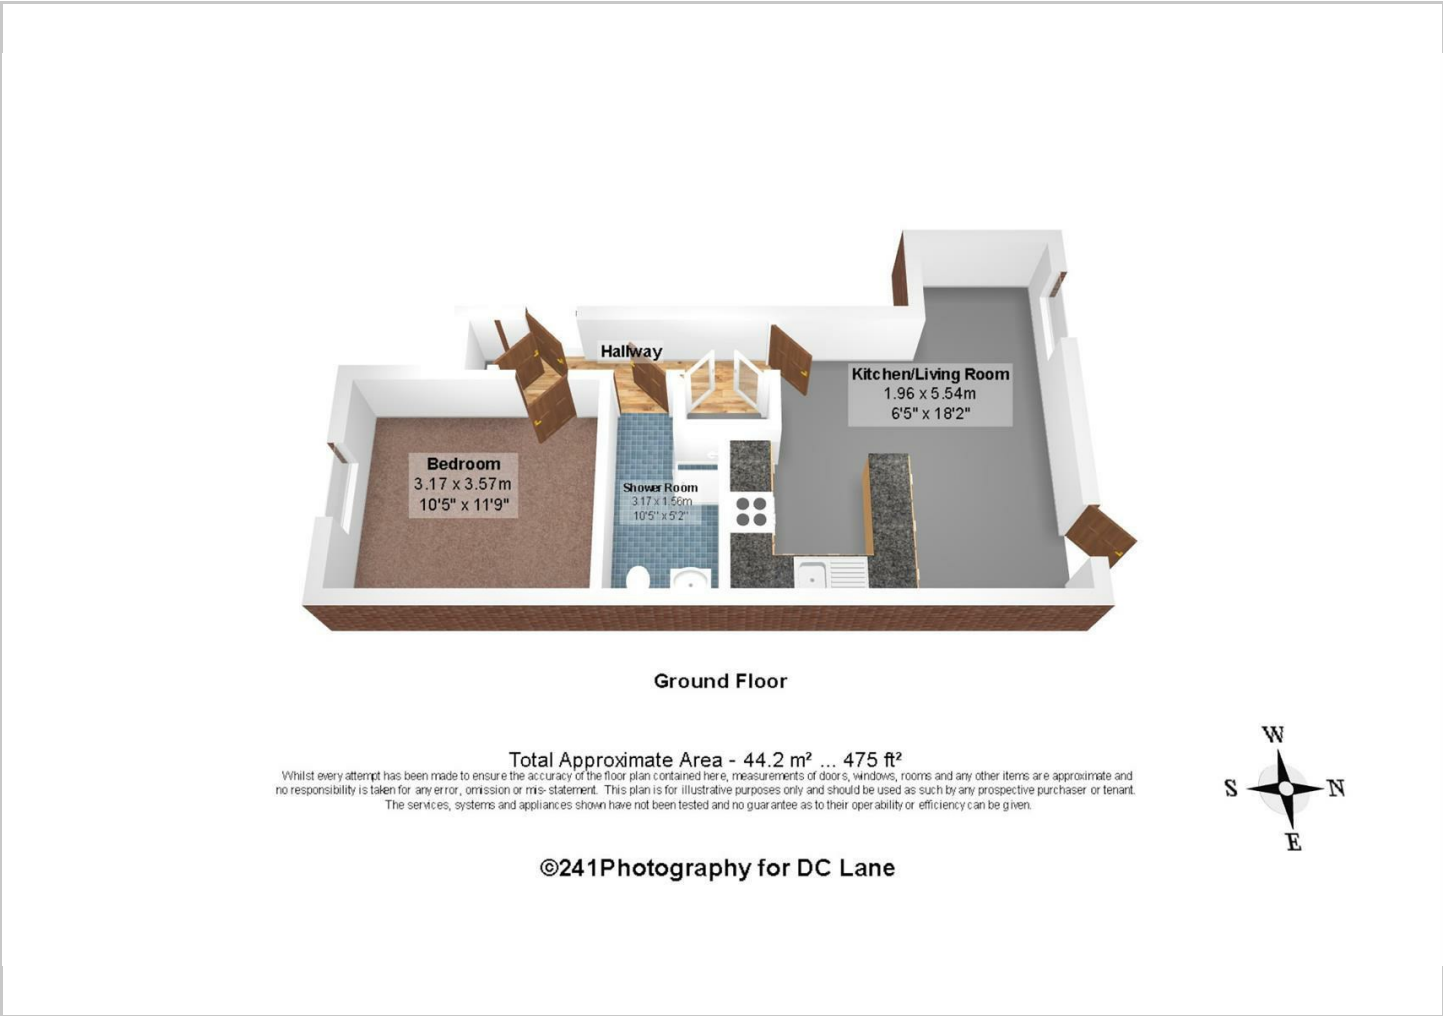 Hallway
Kitchen/Living Room
1.96 x 5.54m
6'5" x 18'2"
Bedroom
3.17 x 3.57m
10'5" x 11'9"
Shower Room
3.17 x 1.56m
10'5" x 5'2"
Ground Floor
Total Approximate Area - 44.2 m² ... 475 ft²
Whilst every attempt has been made to ensure the accuracy of the floor plan contained here, measurements of doors, windows, rooms and any other items are approximate and
no responsibility is taken for any error, omission or mis- statement. This plan is for illustrative purposes only and should be used as such by any prospective purchaser or tenant.
The services, systems and appliances shown have not been tested and no guarantee as to their operability or efficiency can be given.
©241Photography for DC Lane
W
S N
E